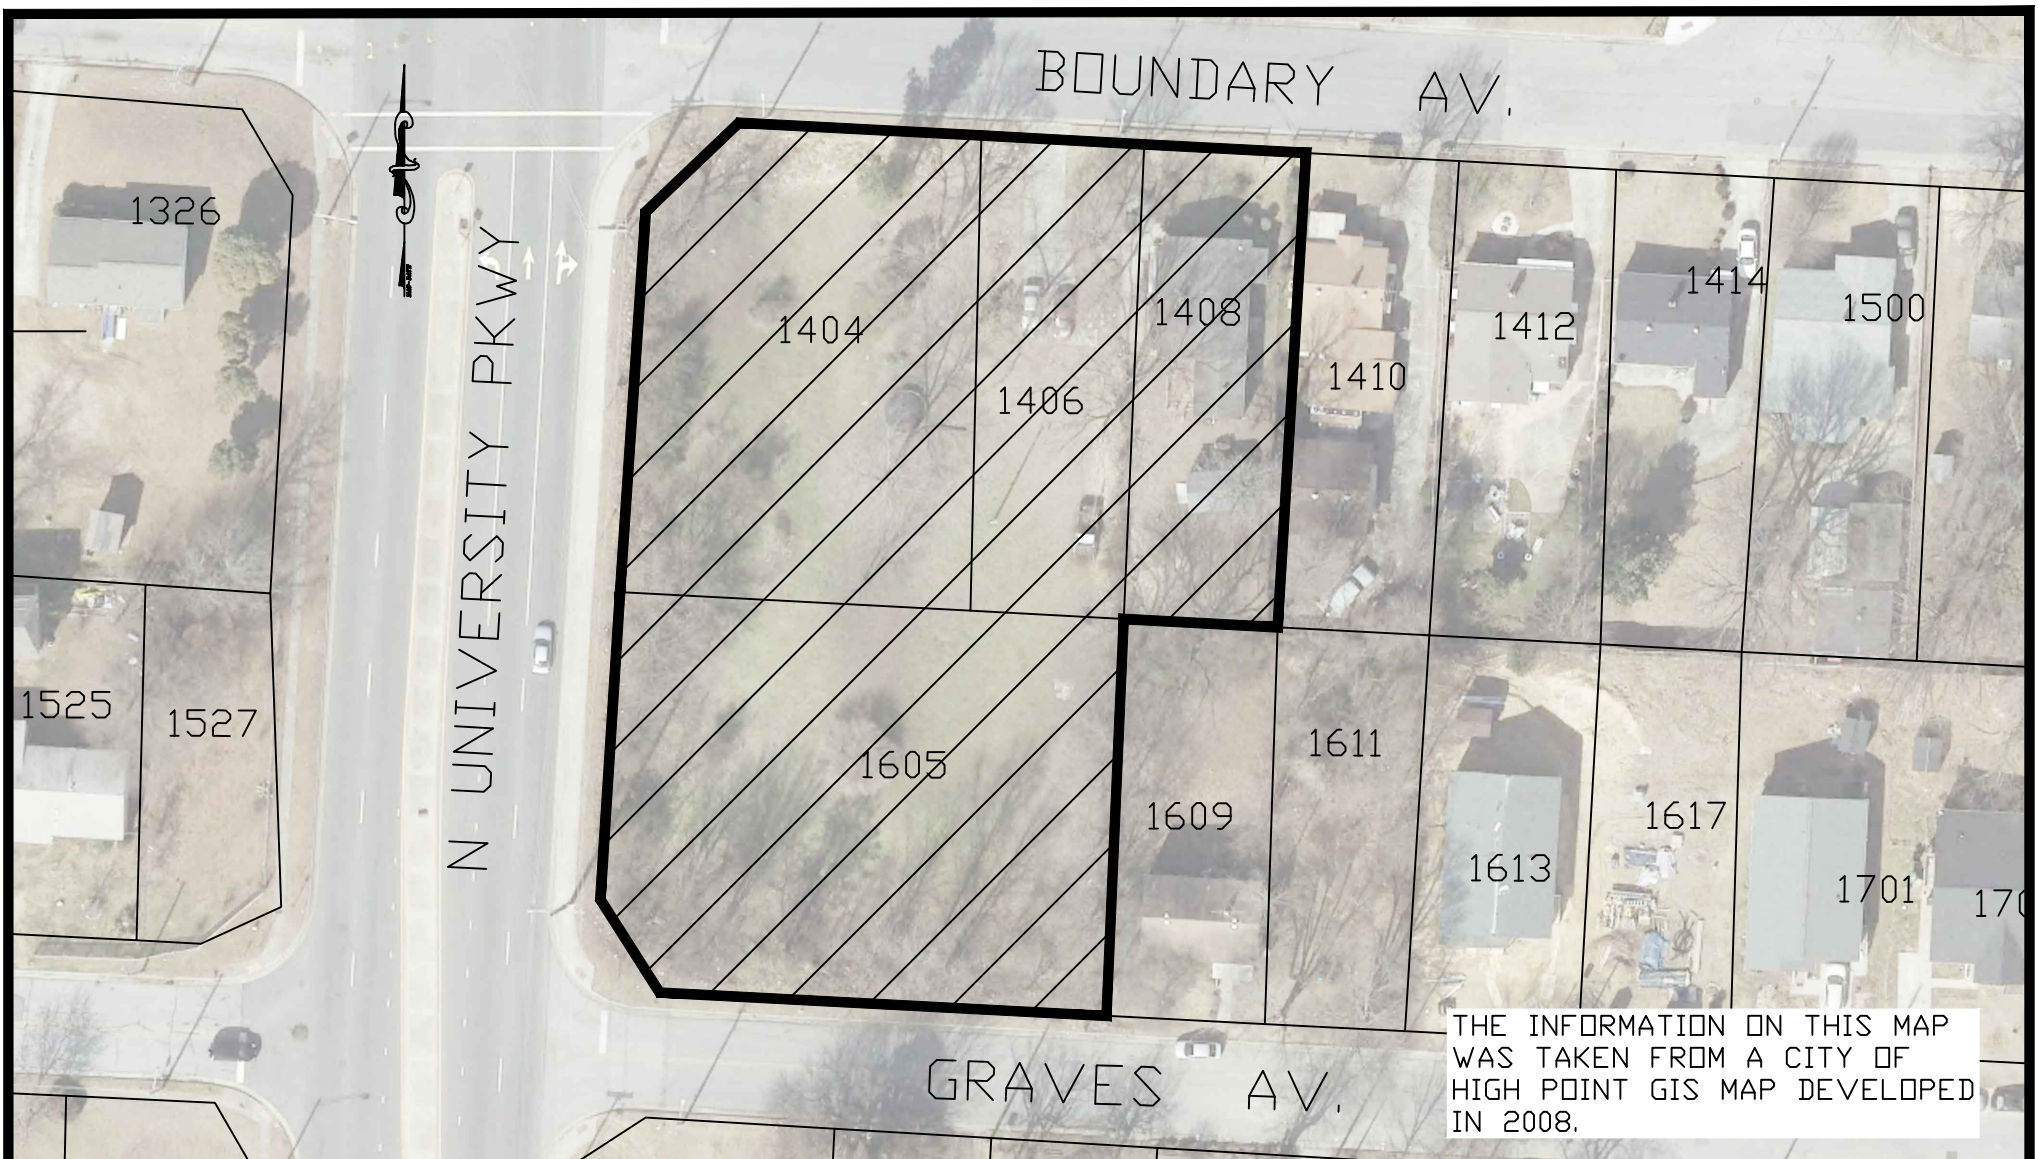 BOUNDARY AV.
1326
1404
1406
1408
1410
1412
1414
1500
N UNIVERSITY PKWY
1525
1527
1605
1609
1611
1613
1617
1701
170
GRAVES AV.
THE INFORMATION ON THIS MAP
WAS TAKEN FROM A CITY OF
HIGH POINT GIS MAP DEVELOPED
IN 2008.